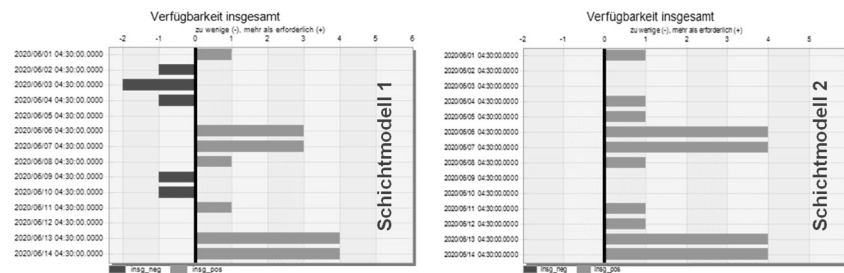 Verfügbarkeit insgesamt
zu wenige (-), mehr als erforderlich (+)
-2 -1 0 1 2 3 4 5 6
2020/06/01 04:30:00.0000
2020/06/02 04:30:00.0000
2020/06/03 04:30:00.0000
2020/06/04 04:30:00.0000
2020/06/05 04:30:00.0000
2020/06/06 04:30:00.0000
2020/06/07 04:30:00.0000
2020/06/08 04:30:00.0000
2020/06/09 04:30:00.0000
2020/06/10 04:30:00.0000
2020/06/11 04:30:00.0000
2020/06/12 04:30:00.0000
2020/06/13 04:30:00.0000
2020/06/14 04:30:00.0000
Schichtmodell 1
insg_neg insg_pos
Verfügbarkeit insgesamt
zu wenige (-), mehr als erforderlich (+)
-2 -1 0 1 2 3 4 5
2020/06/01 04:30:00.0000
2020/06/02 04:30:00.0000
2020/06/03 04:30:00.0000
2020/06/04 04:30:00.0000
2020/06/05 04:30:00.0000
2020/06/06 04:30:00.0000
2020/06/07 04:30:00.0000
2020/06/08 04:30:00.0000
2020/06/09 04:30:00.0000
2020/06/10 04:30:00.0000
2020/06/11 04:30:00.0000
2020/06/12 04:30:00.0000
2020/06/13 04:30:00.0000
2020/06/14 04:30:00.0000
Schichtmodell 2
insg_neg insg_pos